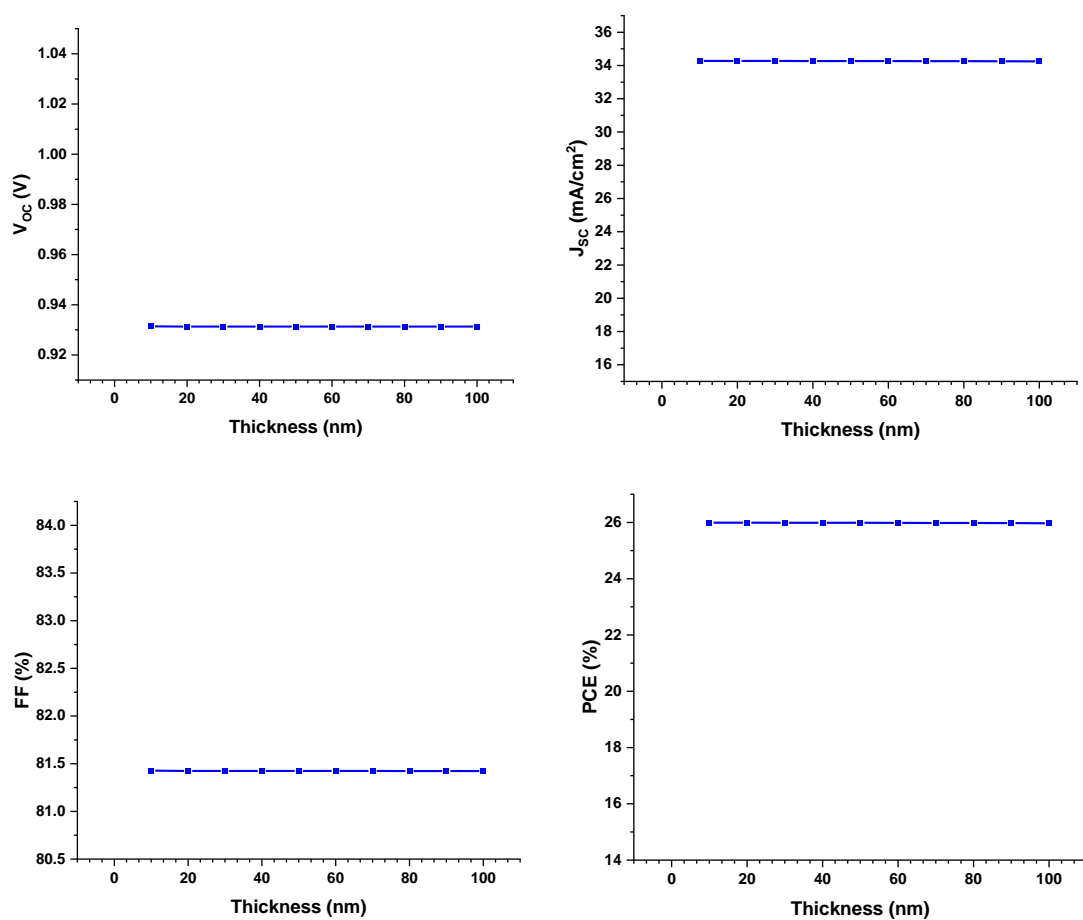 1.04
1.02
1.00
0.98
0.96
0.94
0.92
V_OC (V)
0 20 40 60 80 100
Thickness (nm)
36
34
32
30
28
26
24
22
20
18
16
J_SC (mA/cm²)
0 20 40 60 80 100
Thickness (nm)
84.0
83.5
83.0
82.5
82.0
81.5
81.0
80.5
FF (%)
0 20 40 60 80 100
Thickness (nm)
26
24
22
20
18
16
14
PCE (%)
0 20 40 60 80 100
Thickness (nm)